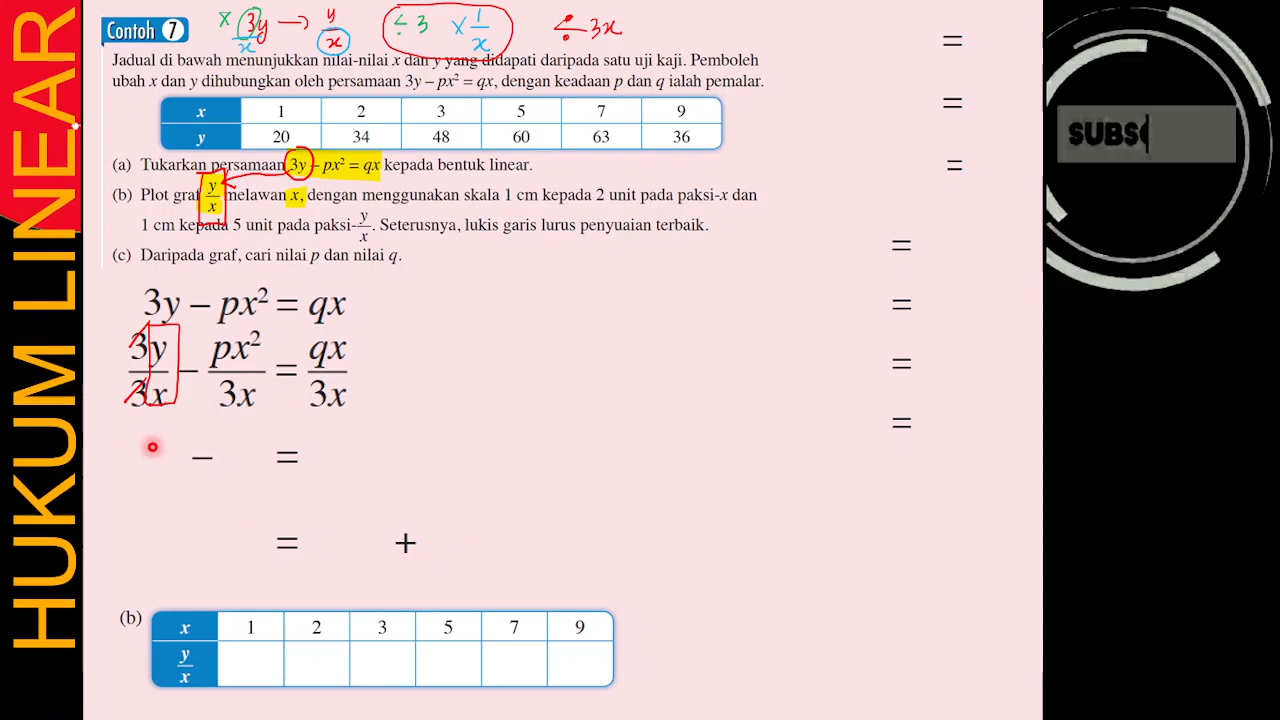 HUKUM LINEAR
Contoh 7
× 3y/x → y/x ÷ 3 × 1/x ÷ 3x
Jadual di bawah menunjukkan nilai-nilai x dan y yang didapati daripada satu uji kaji. Pemboleh
ubah x dan y dihubungkan oleh persamaan 3y – px² = qx, dengan keadaan p dan q ialah pemalar.
x 1 2 3 5 7 9
y 20 34 48 60 63 36
(a) Tukarkan persamaan 3y – px² = qx kepada bentuk linear.
(b) Plot graf y/x melawan x, dengan menggunakan skala 1 cm kepada 2 unit pada paksi-x dan
1 cm kepada 5 unit pada paksi-y/x. Seterusnya, lukis garis lurus penyuaian terbaik.
(c) Daripada graf, cari nilai p dan nilai q.
3y – px² = qx
3y/3x – px²/3x = qx/3x
– =
= +
(b)
x 1 2 3 5 7 9
y/x
=
=
=
=
=
=
=
SUBSC